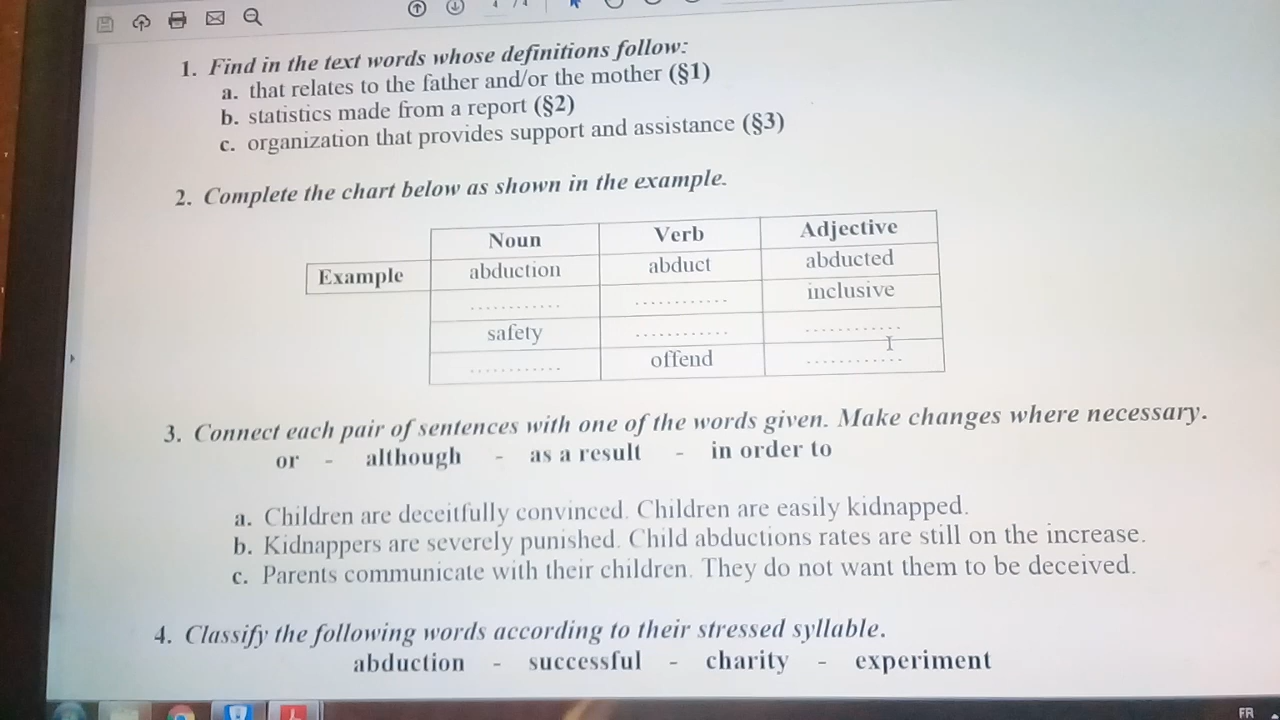 1. Find in the text words whose definitions follow:
a. that relates to the father and/or the mother (§1)
b. statistics made from a report (§2)
c. organization that provides support and assistance (§3)
2. Complete the chart below as shown in the example.
Noun Verb Adjective
Example abduction abduct abducted
............ ............ inclusive
safety ............ ............
............ offend ............
3. Connect each pair of sentences with one of the words given. Make changes where necessary.
or - although - as a result - in order to
a. Children are deceitfully convinced. Children are easily kidnapped.
b. Kidnappers are severely punished. Child abductions rates are still on the increase.
c. Parents communicate with their children. They do not want them to be deceived.
4. Classify the following words according to their stressed syllable.
abduction - successful - charity - experiment
FR